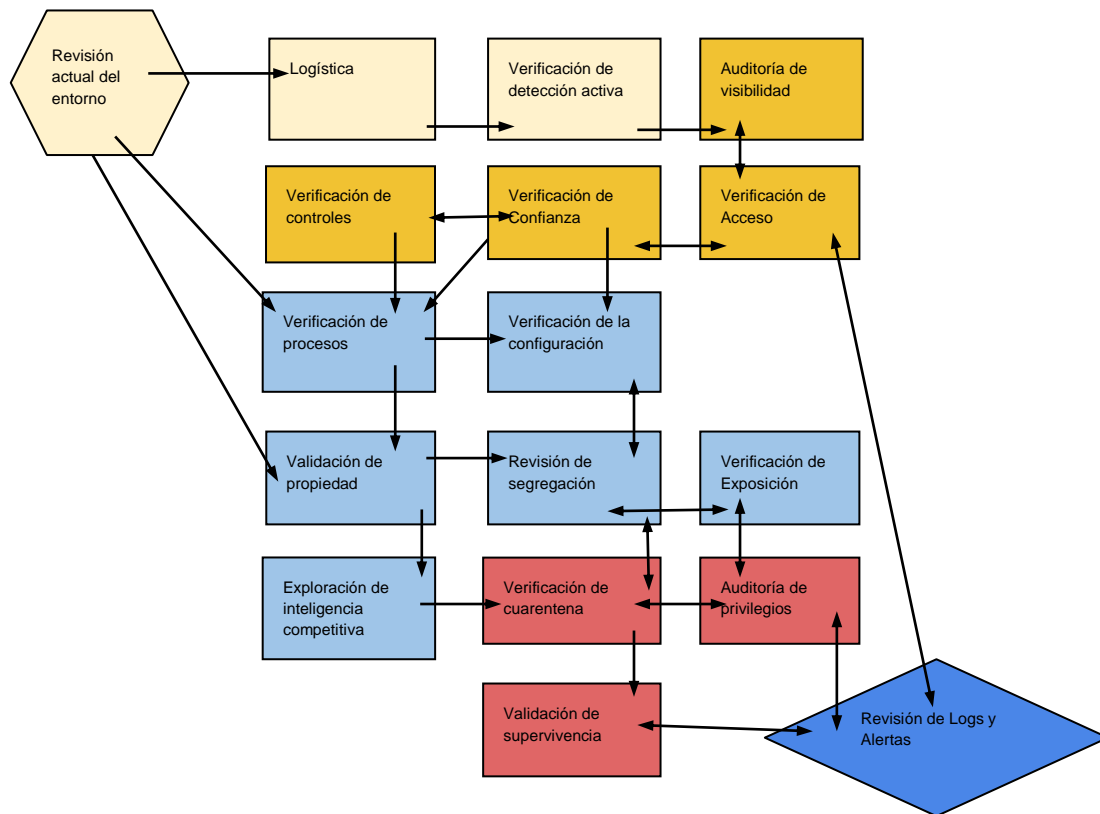 Revisión
actual del
entorno
Logística
Verificación de
detección activa
Auditoría de
visibilidad
Verificación de
controles
Verificación de
Confianza
Verificación de
Acceso
Verificación de
procesos
Verificación de la
configuración
Validación de
propiedad
Revisión de
segregación
Verificación de
Exposición
Exploración de
inteligencia
competitiva
Verificación de
cuarentena
Auditoría de
privilegios
Validación de
supervivencia
Revisión de Logs y
Alertas